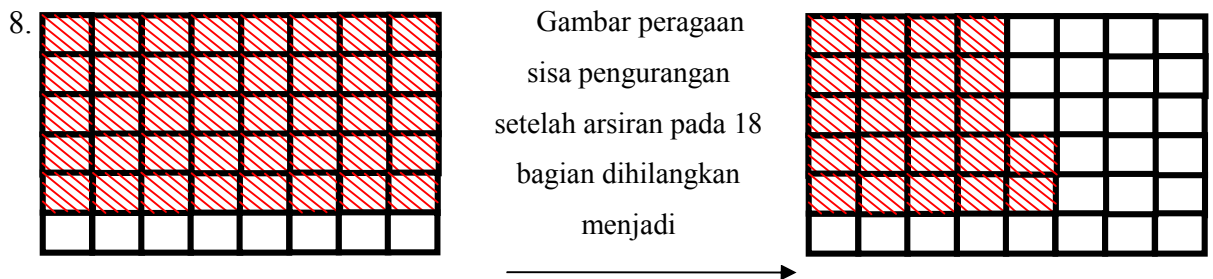 8.
Gambar peragaan
sisa pengurangan
setelah arsiran pada 18
bagian dihilangkan
menjadi